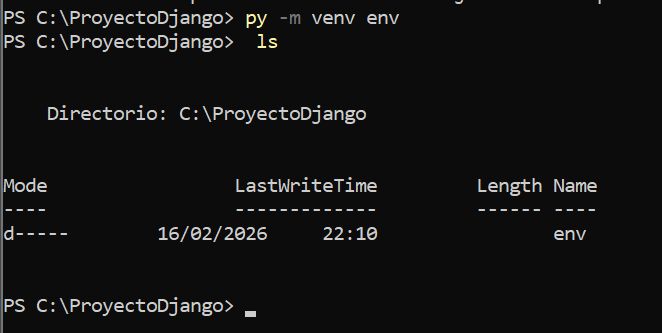 PS C:\ProyectoDjango> py -m venv env
PS C:\ProyectoDjango>  ls
Directorio: C:\ProyectoDjango
Mode                 LastWriteTime         Length Name
----                 -------------         ------ ----
d-----        16/02/2026     22:10                env
PS C:\ProyectoDjango>